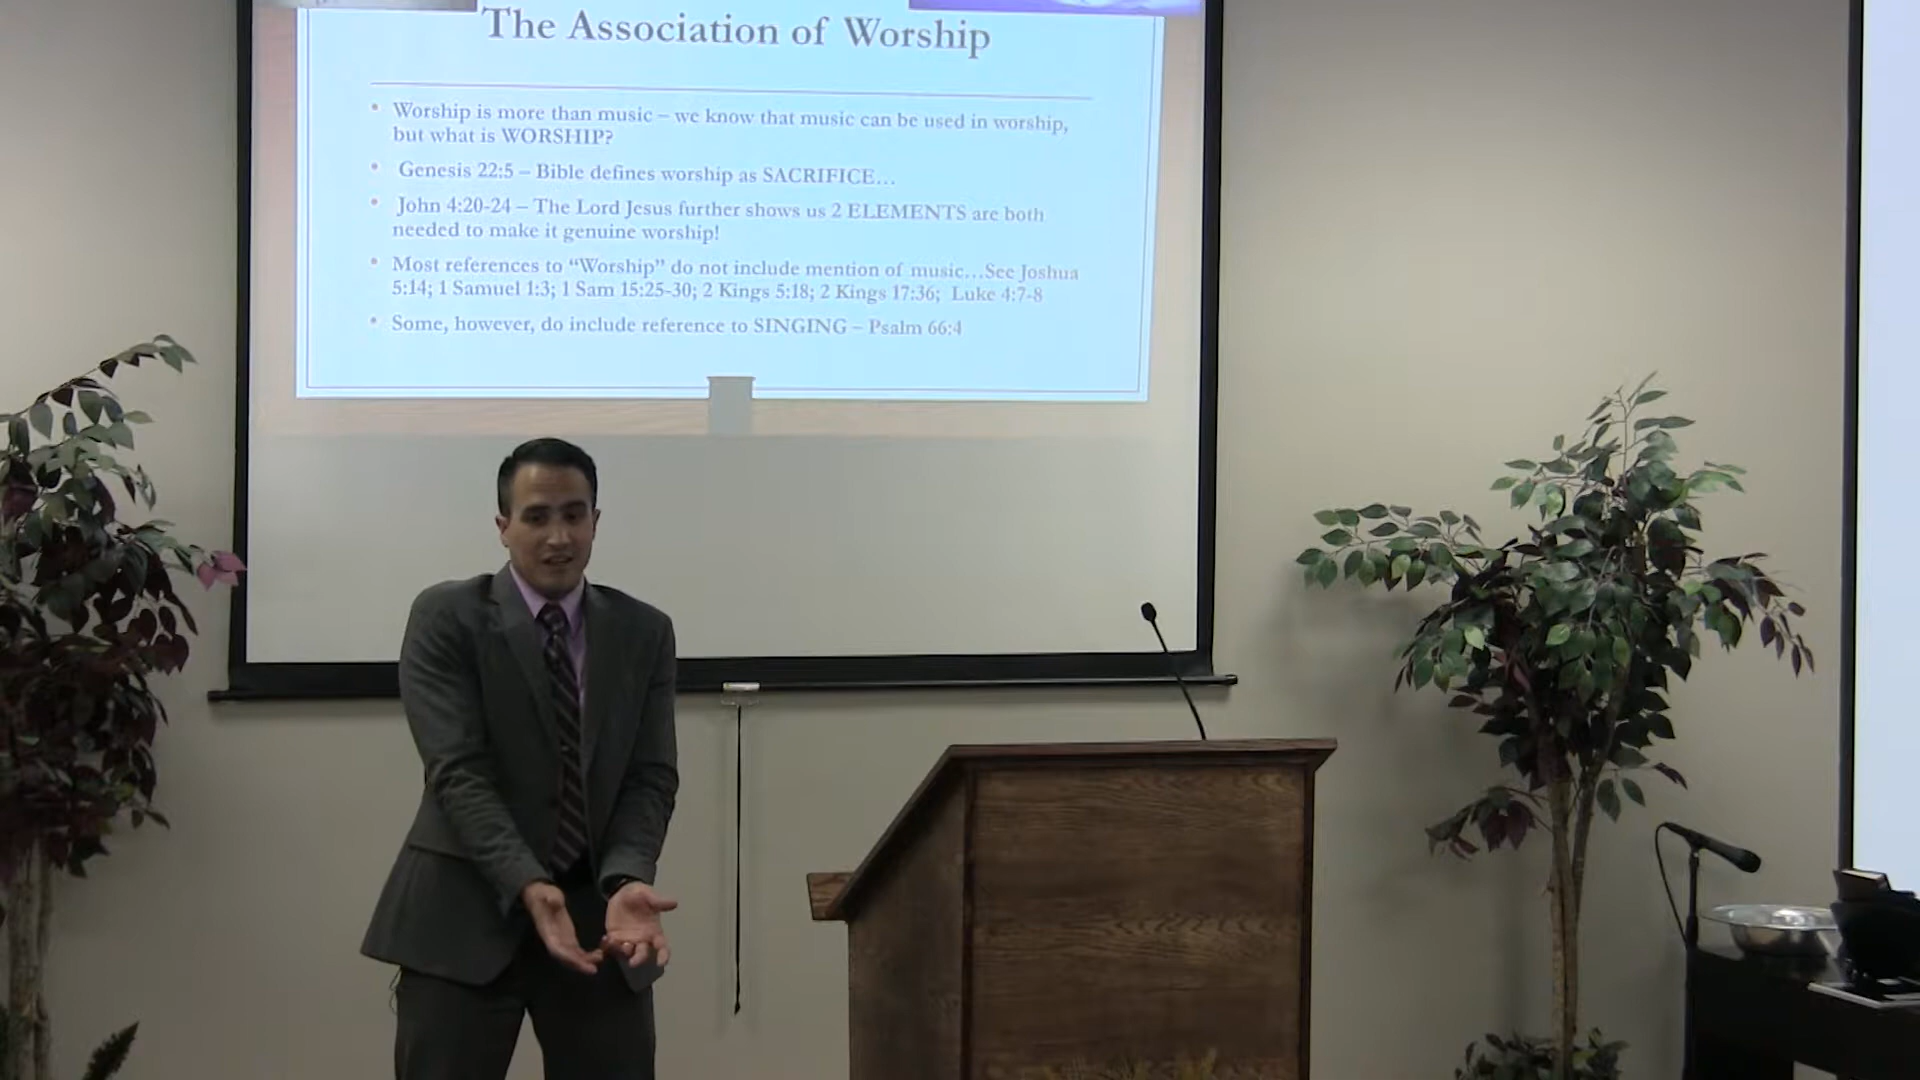 The Association of Worship
• Worship is more than music – we know that music can be used in worship,
but what is WORSHIP?
• Genesis 22:5 – Bible defines worship as SACRIFICE…
• John 4:20-24 – The Lord Jesus further shows us 2 ELEMENTS are both
needed to make it genuine worship!
• Most references to “Worship” do not include mention of music…See Joshua
5:14; 1 Samuel 1:3; 1 Sam 15:25-30; 2 Kings 5:18; 2 Kings 17:36; Luke 4:7-8
• Some, however, do include reference to SINGING – Psalm 66:4